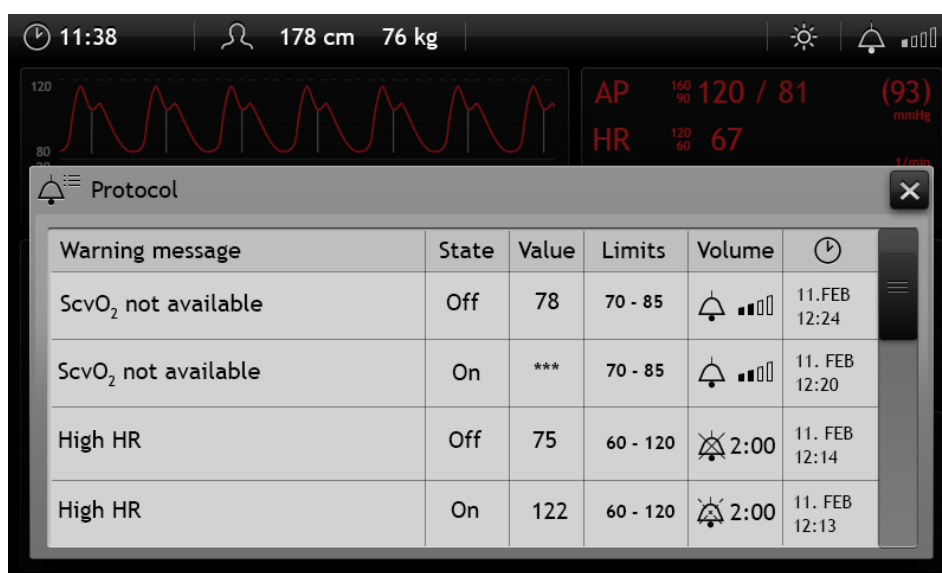 11:38 178 cm 76 kg
120
80
AP 160 90 120 / 81 (93)
mmHg
HR 120 60 67
1/min
Protocol
Warning message State Value Limits Volume
ScvO₂ not available Off 78 70 - 85 11.FEB 12:24
ScvO₂ not available On *** 70 - 85 11. FEB 12:20
High HR Off 75 60 - 120 2:00 11. FEB 12:14
High HR On 122 60 - 120 2:00 11. FEB 12:13